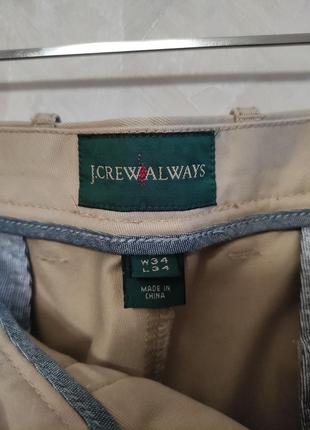 J.CREW ALWAYS
W34
L34
MADE IN
CHINA